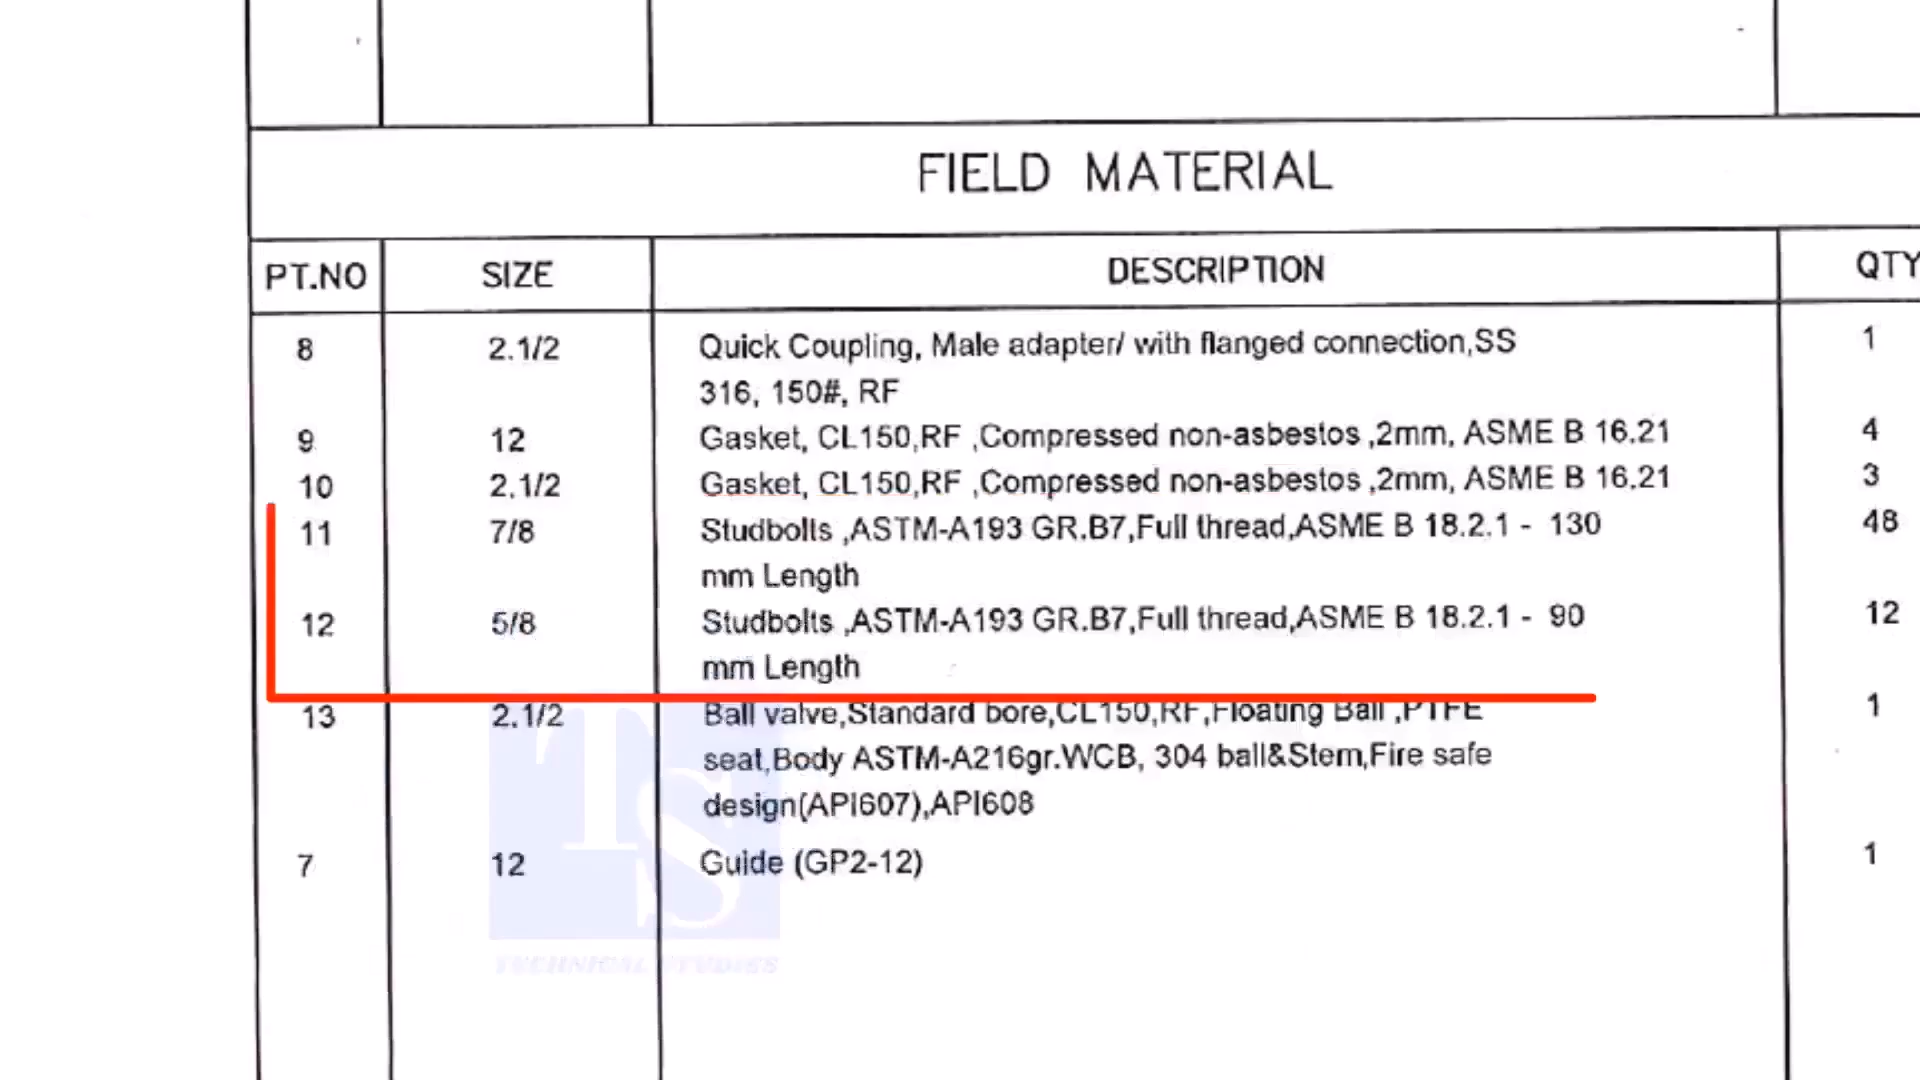 FIELD MATERIAL
PT.NO SIZE DESCRIPTION QTY
8 2.1/2 Quick Coupling, Male adapter/ with flanged connection,SS 1
316, 150#, RF
9 12 Gasket, CL150,RF ,Compressed non-asbestos ,2mm, ASME B 16.21 4
10 2.1/2 Gasket, CL150,RF ,Compressed non-asbestos ,2mm, ASME B 16.21 3
11 7/8 Studbolts ,ASTM-A193 GR.B7,Full thread,ASME B 18.2.1 - 130 48
mm Length
12 5/8 Studbolts ,ASTM-A193 GR.B7,Full thread,ASME B 18.2.1 - 90 12
mm Length
13 2.1/2 Ball valve,Standard bore,CL150,RF,Floating Ball ,PTFE 1
seat,Body ASTM-A216gr.WCB, 304 ball&Stem,Fire safe
design(API607),API608
7 12 Guide (GP2-12) 1
TS
TECHNICAL STUDIES